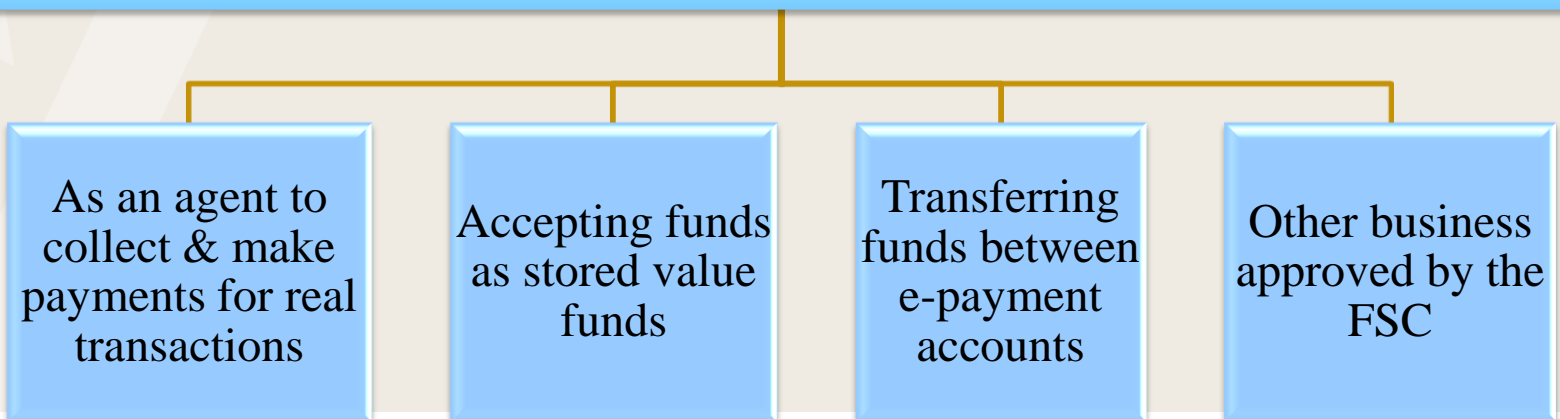 As an agent to
collect & make
payments for real
transactions
Accepting funds
as stored value
funds
Transferring
funds between
e-payment
accounts
Other business
approved by the
FSC